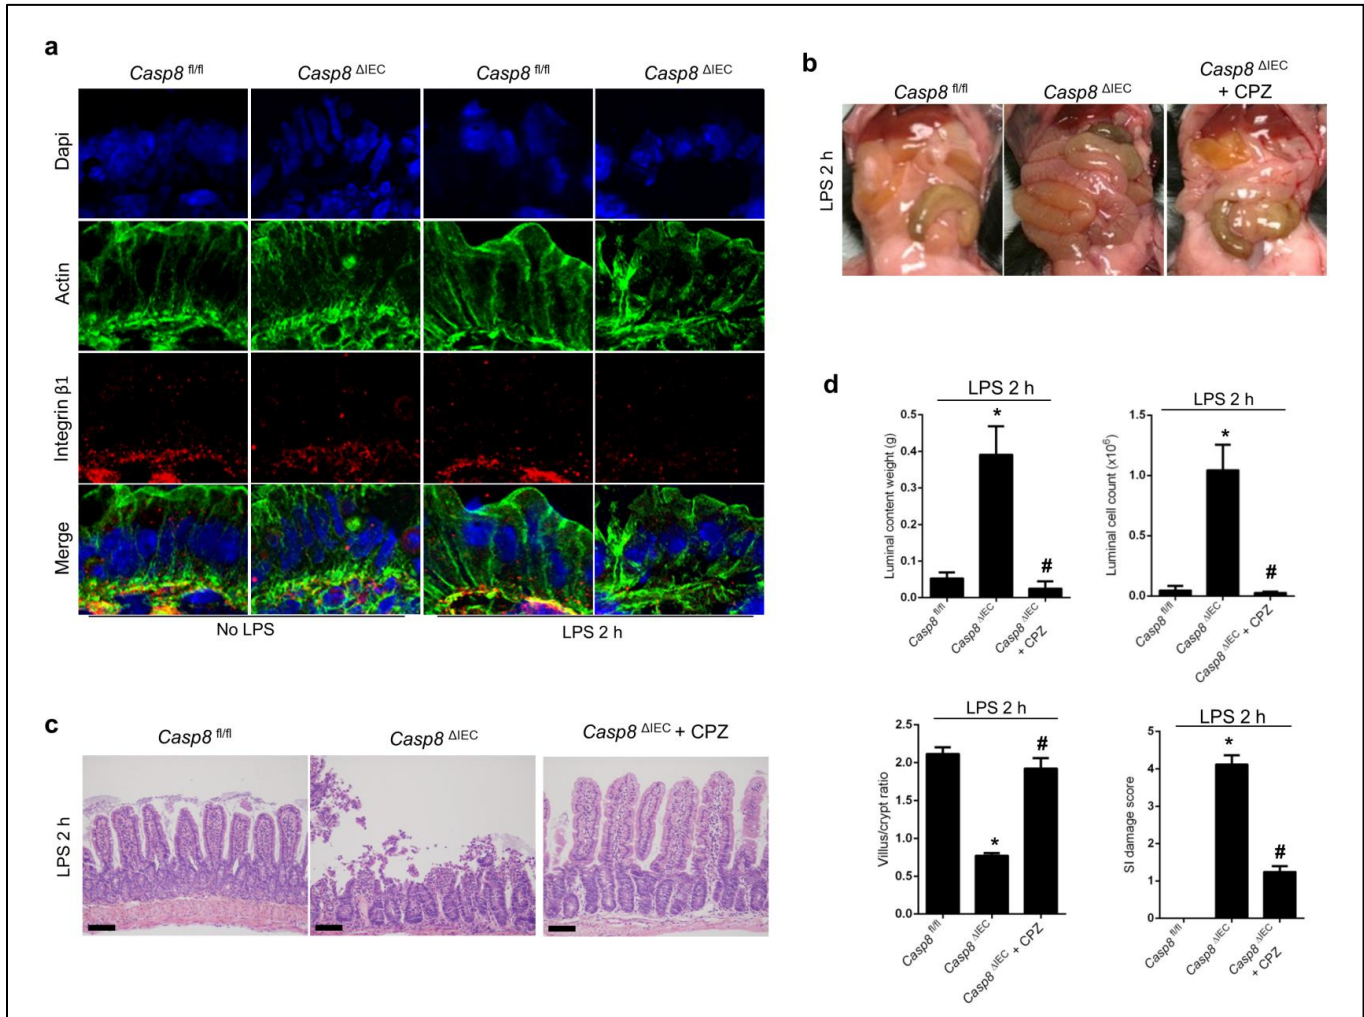 a
Casp8 fl/fl
Casp8 ΔIEC
Casp8 fl/fl
Casp8 ΔIEC
Dapi
Actin
Integrin β1
Merge
No LPS
LPS 2 h
b
Casp8 fl/fl
Casp8 ΔIEC
Casp8 ΔIEC
+ CPZ
LPS 2 h
c
Casp8 fl/fl
Casp8 ΔIEC
Casp8 ΔIEC + CPZ
LPS 2 h
d
LPS 2 h
Luminal content weight (g)
0.5
0.4
0.3
0.2
0.1
0.0
*
#
Casp8 fl/fl
Casp8 ΔIEC
Casp8 ΔIEC
+ CPZ
LPS 2 h
Luminal cell count (x10⁶)
1.5
1.0
0.5
0.0
*
#
Casp8 fl/fl
Casp8 ΔIEC
Casp8 ΔIEC + CPZ
LPS 2 h
Villus/crypt ratio
2.5
2.0
1.5
1.0
0.5
0.0
*
#
Casp8 fl/fl
Casp8 ΔIEC
Casp8 ΔIEC + CPZ
LPS 2 h
SI damage score
5
4
3
2
1
0
*
#
Casp8 fl/fl
Casp8 ΔIEC
Casp8 ΔIEC
+ CPZ